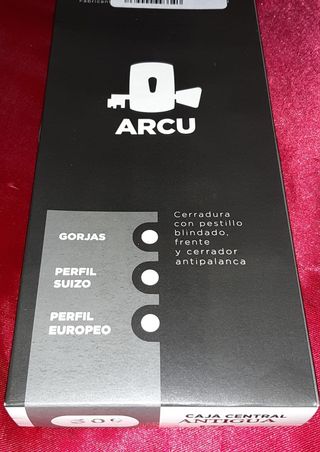 ARCU
Cerradura
con pestillo
blindado,
frente
y cerrador
antipalanca
GORJAS
PERFIL
SUIZO
PERFIL
EUROPEO
CAJA CENTRAL
ANTIGUA